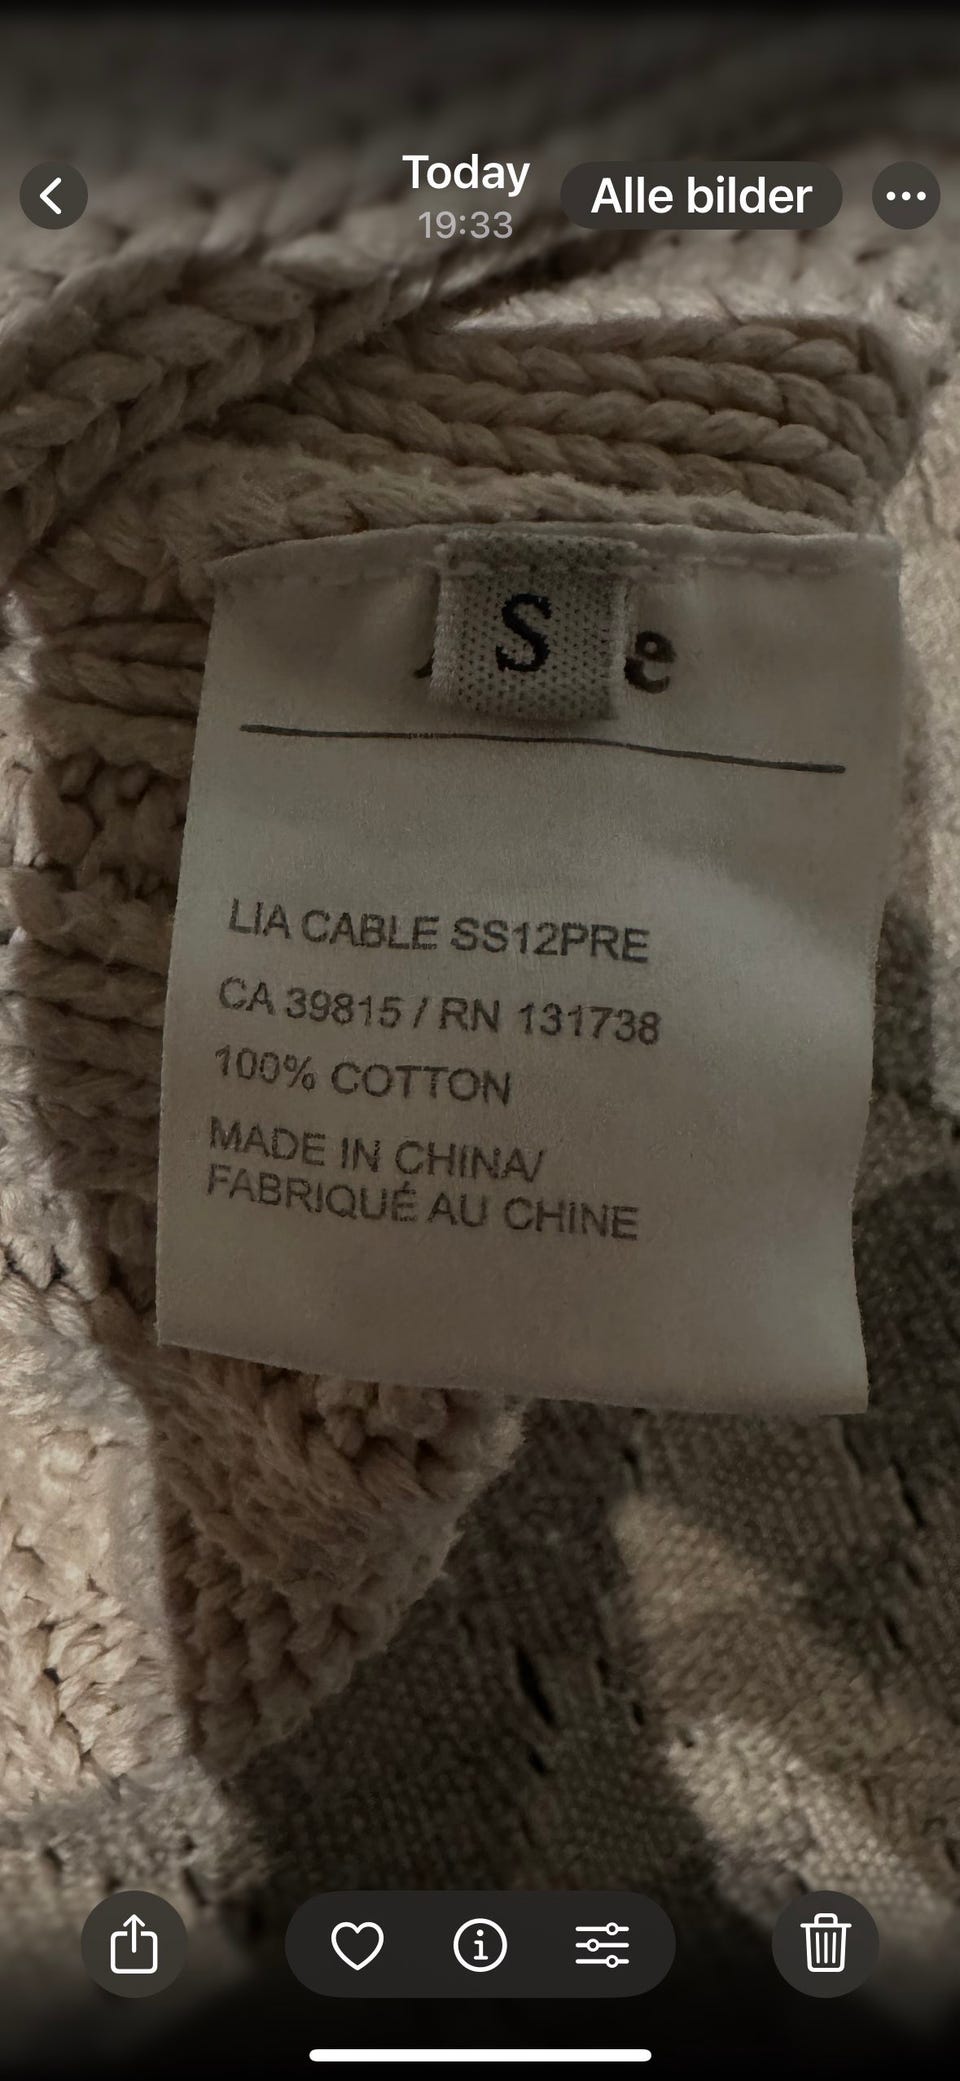 Today
19:33
Alle bilder
S
e
LIA CABLE SS12PRE
CA 39815 / RN 131738
100% COTTON
MADE IN CHINA/
FABRIQUÉ AU CHINE